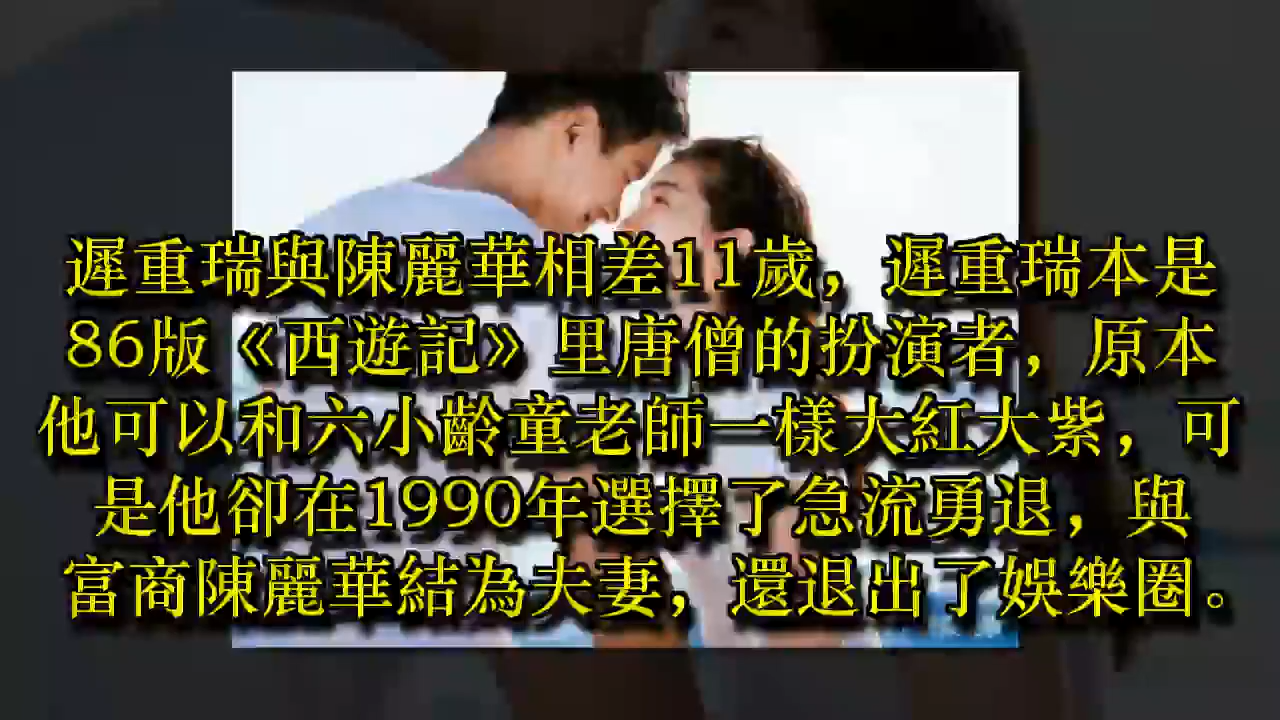 遲重瑞與陳麗華相差11歲，遲重瑞本是
86版《西遊記》里唐僧的扮演者，原本
他可以和六小齡童老師一樣大紅大紫，可
是他卻在1990年選擇了急流勇退，與
富商陳麗華結為夫妻，還退出了娛樂圈。